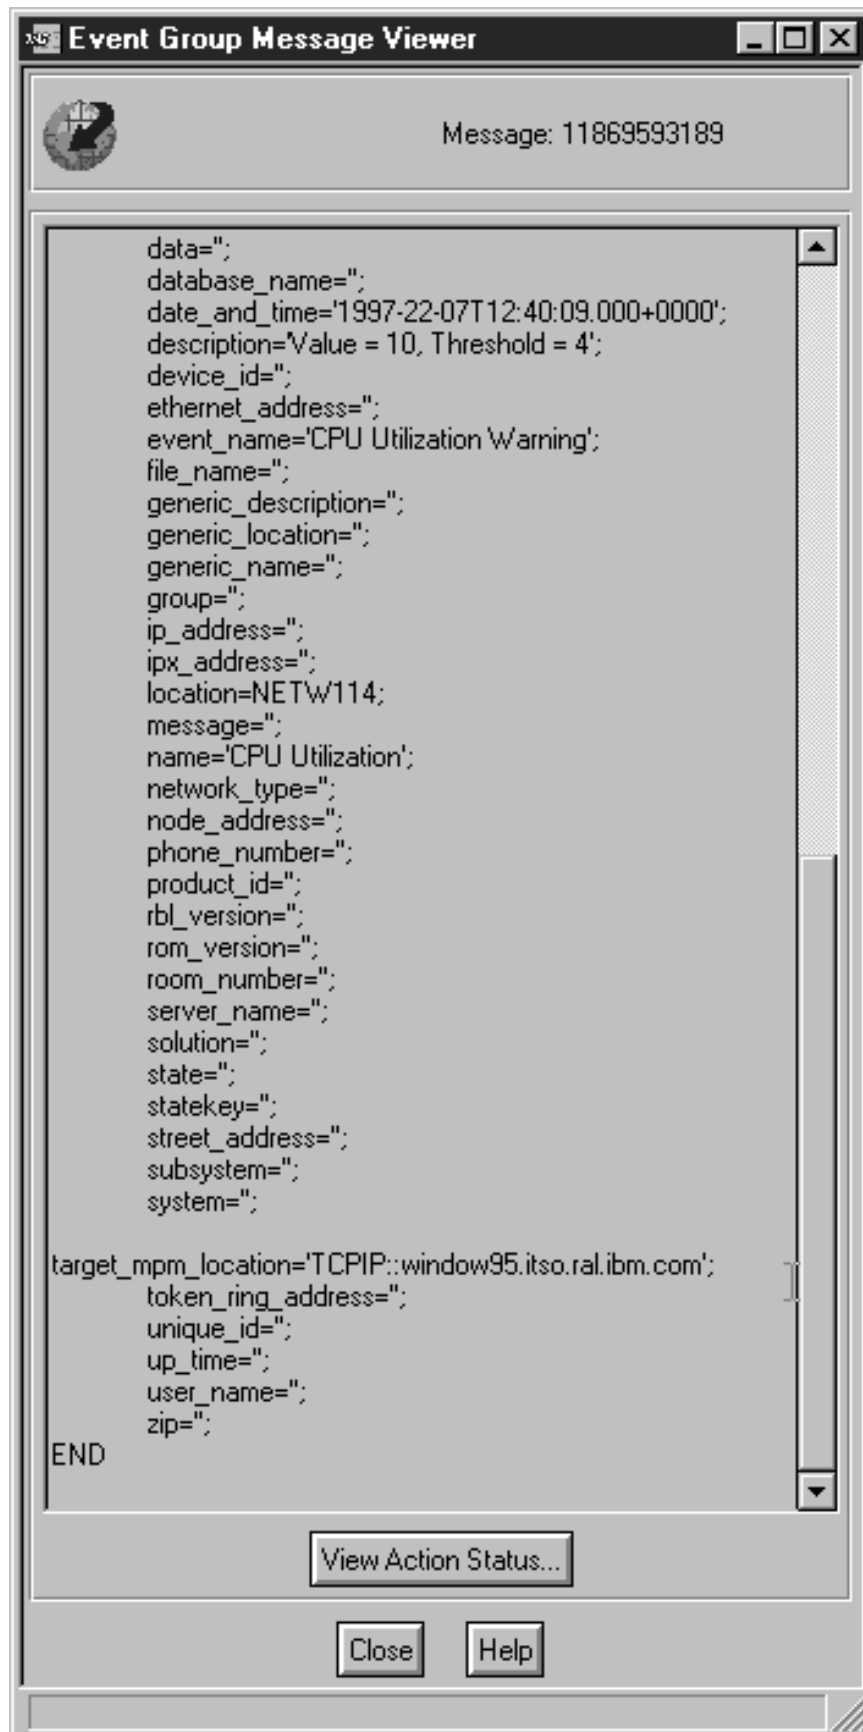 Event Group Message Viewer
Message: 11869593189
data='';
database_name='';
date_and_time='1997-22-07T12:40:09.000+0000';
description='Value = 10, Threshold = 4';
device_id='';
ethernet_address='';
event_name='CPU Utilization Warning';
file_name='';
generic_description='';
generic_location='';
generic_name='';
group='';
ip_address='';
ipx_address='';
location=NETW114;
message='';
name='CPU Utilization';
network_type='';
node_address='';
phone_number='';
product_id='';
rbl_version='';
rom_version='';
room_number='';
server_name='';
solution='';
state='';
statekey='';
street_address='';
subsystem='';
system='';
target_mpm_location='TCPIP::window95.itso.ral.ibm.com';
token_ring_address='';
unique_id='';
up_time='';
user_name='';
zip='';
END
View Action Status...
Close Help